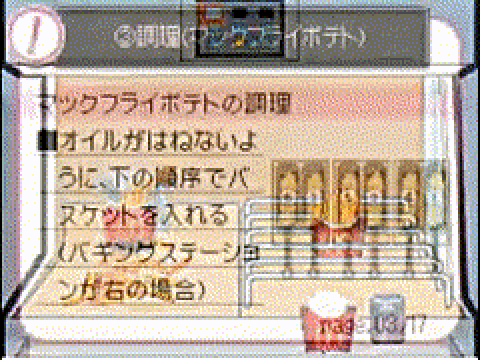 ③調理(マックフライポテト)
マックフライポテトの調理
■オイルがはねないよ
うに、下の順序でバ
スケットを入れる
(バギングステーショ
ンが右の場合)
page.03/17